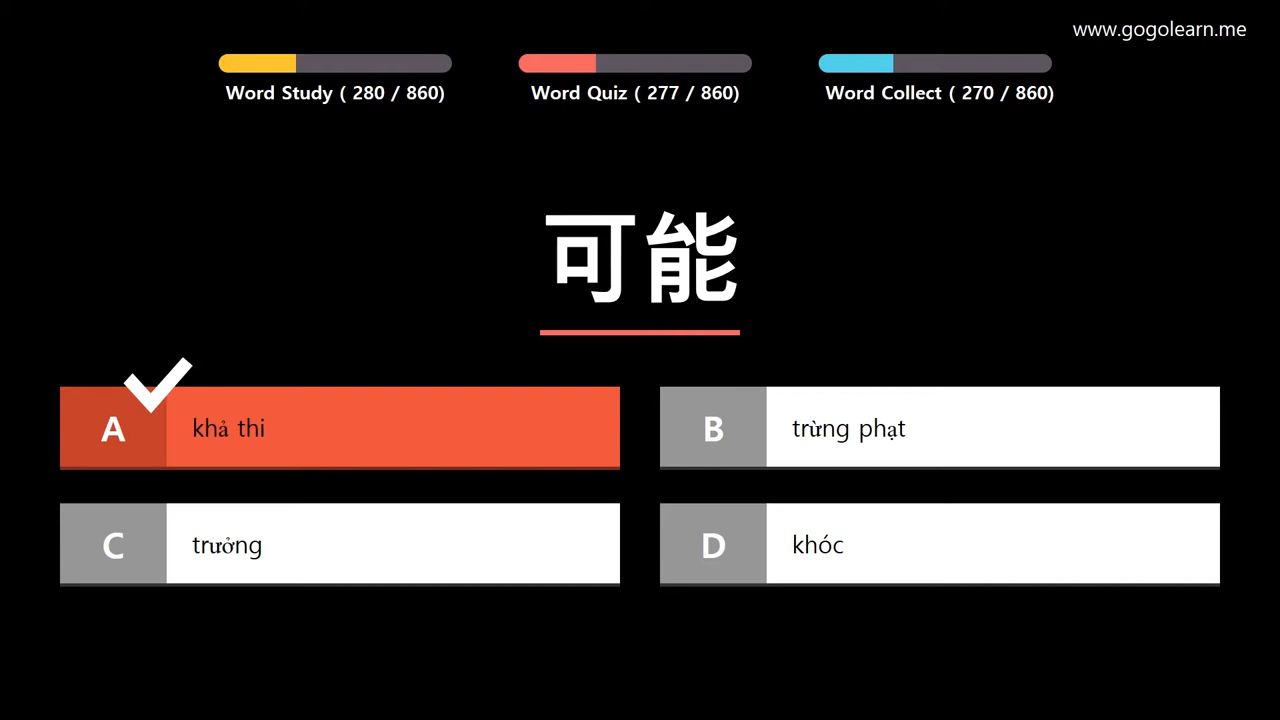 www.gogolearn.me
Word Study ( 280 / 860)
Word Quiz ( 277 / 860)
Word Collect ( 270 / 860)
可能
A khả thi
B trừng phạt
C trưởng
D khóc